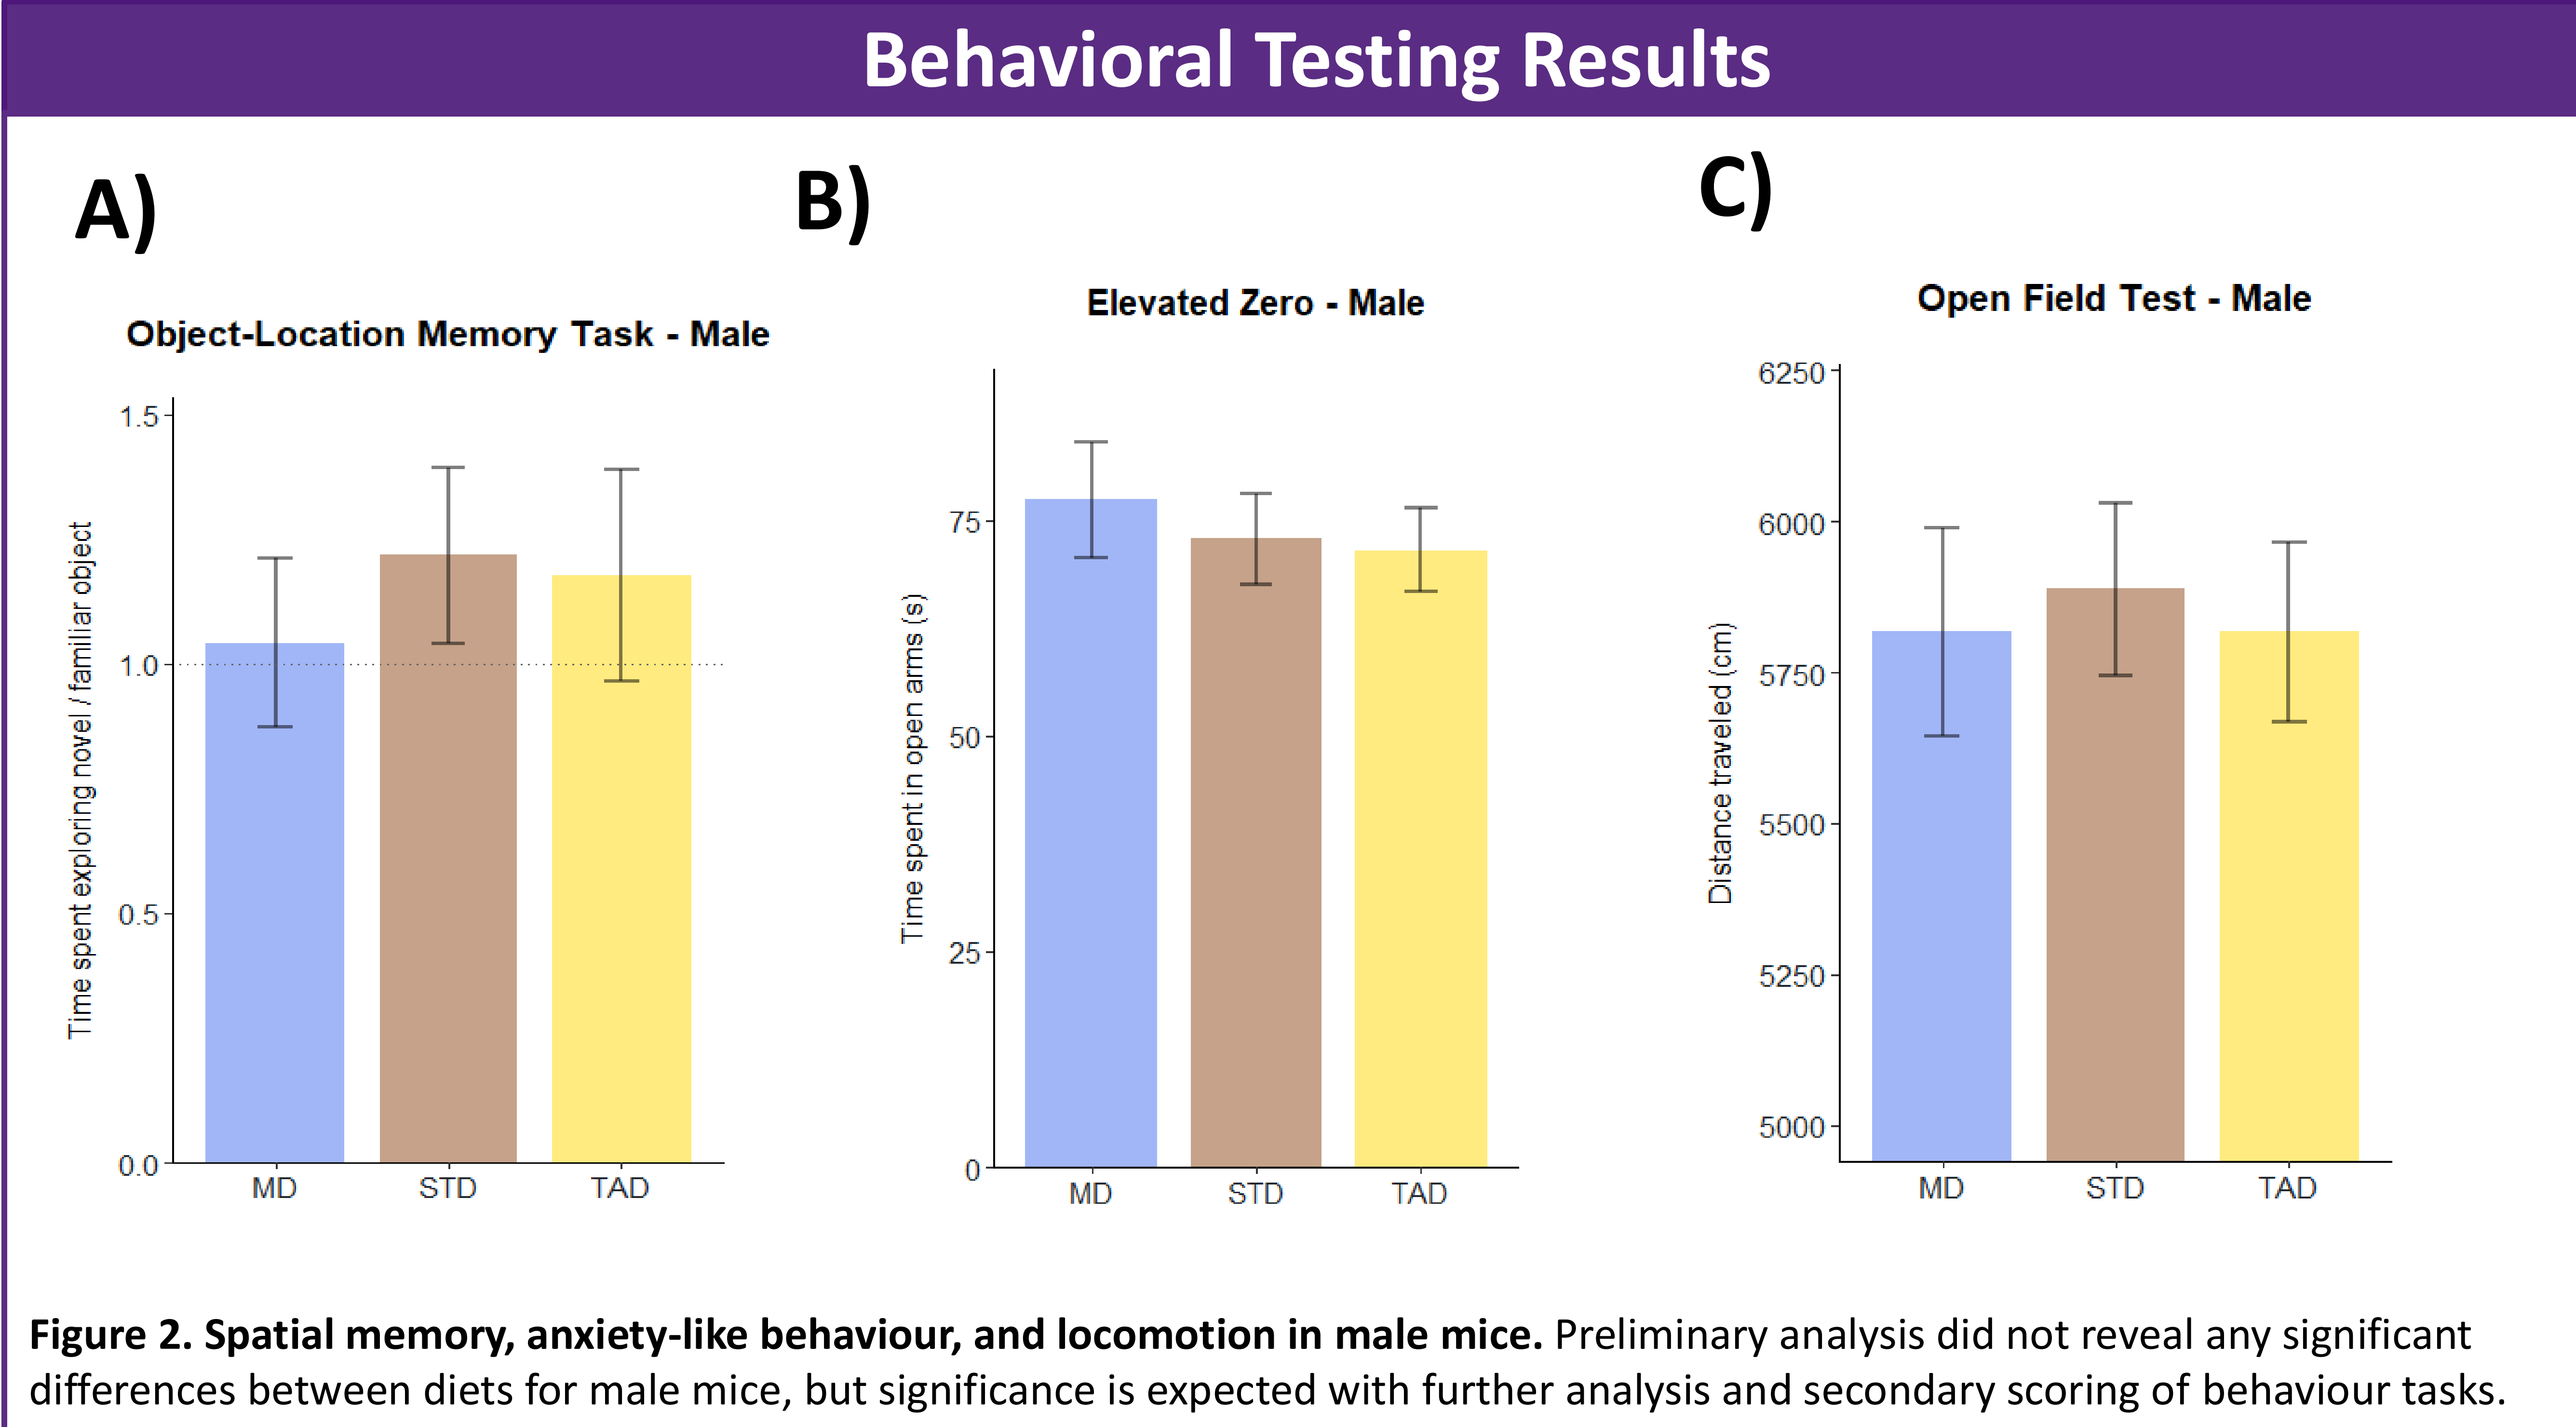 Behavioral Testing Results
A)
Object-Location Memory Task - Male
Time spent exploring novel / familiar object
1.5
1.0
0.5
0.0
MD
STD
TAD
B)
Elevated Zero - Male
Time spent in open arms (s)
75
50
25
0
MD
STD
TAD
C)
Open Field Test - Male
Distance traveled (cm)
6250
6000
5750
5500
5250
5000
MD
STD
TAD
Figure 2. Spatial memory, anxiety-like behaviour, and locomotion in male mice. Preliminary analysis did not reveal any significant
differences between diets for male mice, but significance is expected with further analysis and secondary scoring of behaviour tasks.